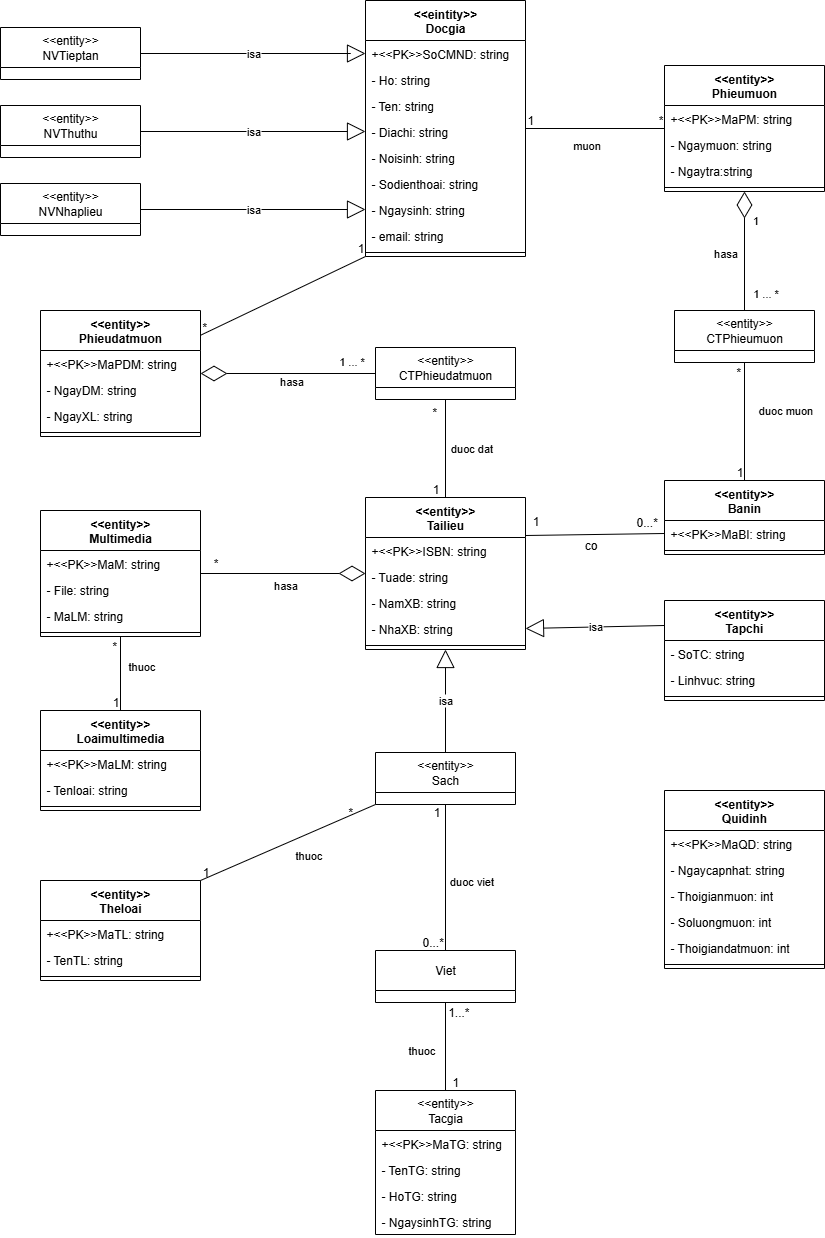 <<eintity>>
Docgia
+<<PK>>SoCMND: string
- Ho: string
- Ten: string
- Diachi: string
- Noisinh: string
- Sodienthoai: string
- Ngaysinh: string
- email: string
<<entity>>
NVTieptan
isa
<<entity>>
NVThuthu
isa
<<entity>>
NVNhaplieu
isa
1
muon
*
<<entity>>
Phieumuon
+<<PK>>MaPM: string
- Ngaymuon: string
- Ngaytra:string
1
hasa
1 ... *
<<entity>>
CTPhieumuon
*
duoc muon
1
1
*
<<entity>>
Phieudatmuon
+<<PK>>MaPDM: string
- NgayDM: string
- NgayXL: string
1 ... *
hasa
<<entity>>
CTPhieudatmuon
*
duoc dat
1
<<entity>>
Banin
+<<PK>>MaBI: string
1
0...*
co
<<entity>>
Tailieu
+<<PK>>ISBN: string
- Tuade: string
- NamXB: string
- NhaXB: string
<<entity>>
Multimedia
+<<PK>>MaM: string
- File: string
- MaLM: string
*
hasa
*
thuoc
1
<<entity>>
Loaimultimedia
+<<PK>>MaLM: string
- Tenloai: string
isa
<<entity>>
Tapchi
- SoTC: string
- Linhvuc: string
isa
<<entity>>
Sach
*
thuoc
1
<<entity>>
Theloai
+<<PK>>MaTL: string
- TenTL: string
1
duoc viet
0...*
Viet
1...*
thuoc
1
<<entity>>
Tacgia
+<<PK>>MaTG: string
- TenTG: string
- HoTG: string
- NgaysinhTG: string
<<entity>>
Quidinh
+<<PK>>MaQD: string
- Ngaycapnhat: string
- Thoigianmuon: int
- Soluongmuon: int
- Thoigiandatmuon: int